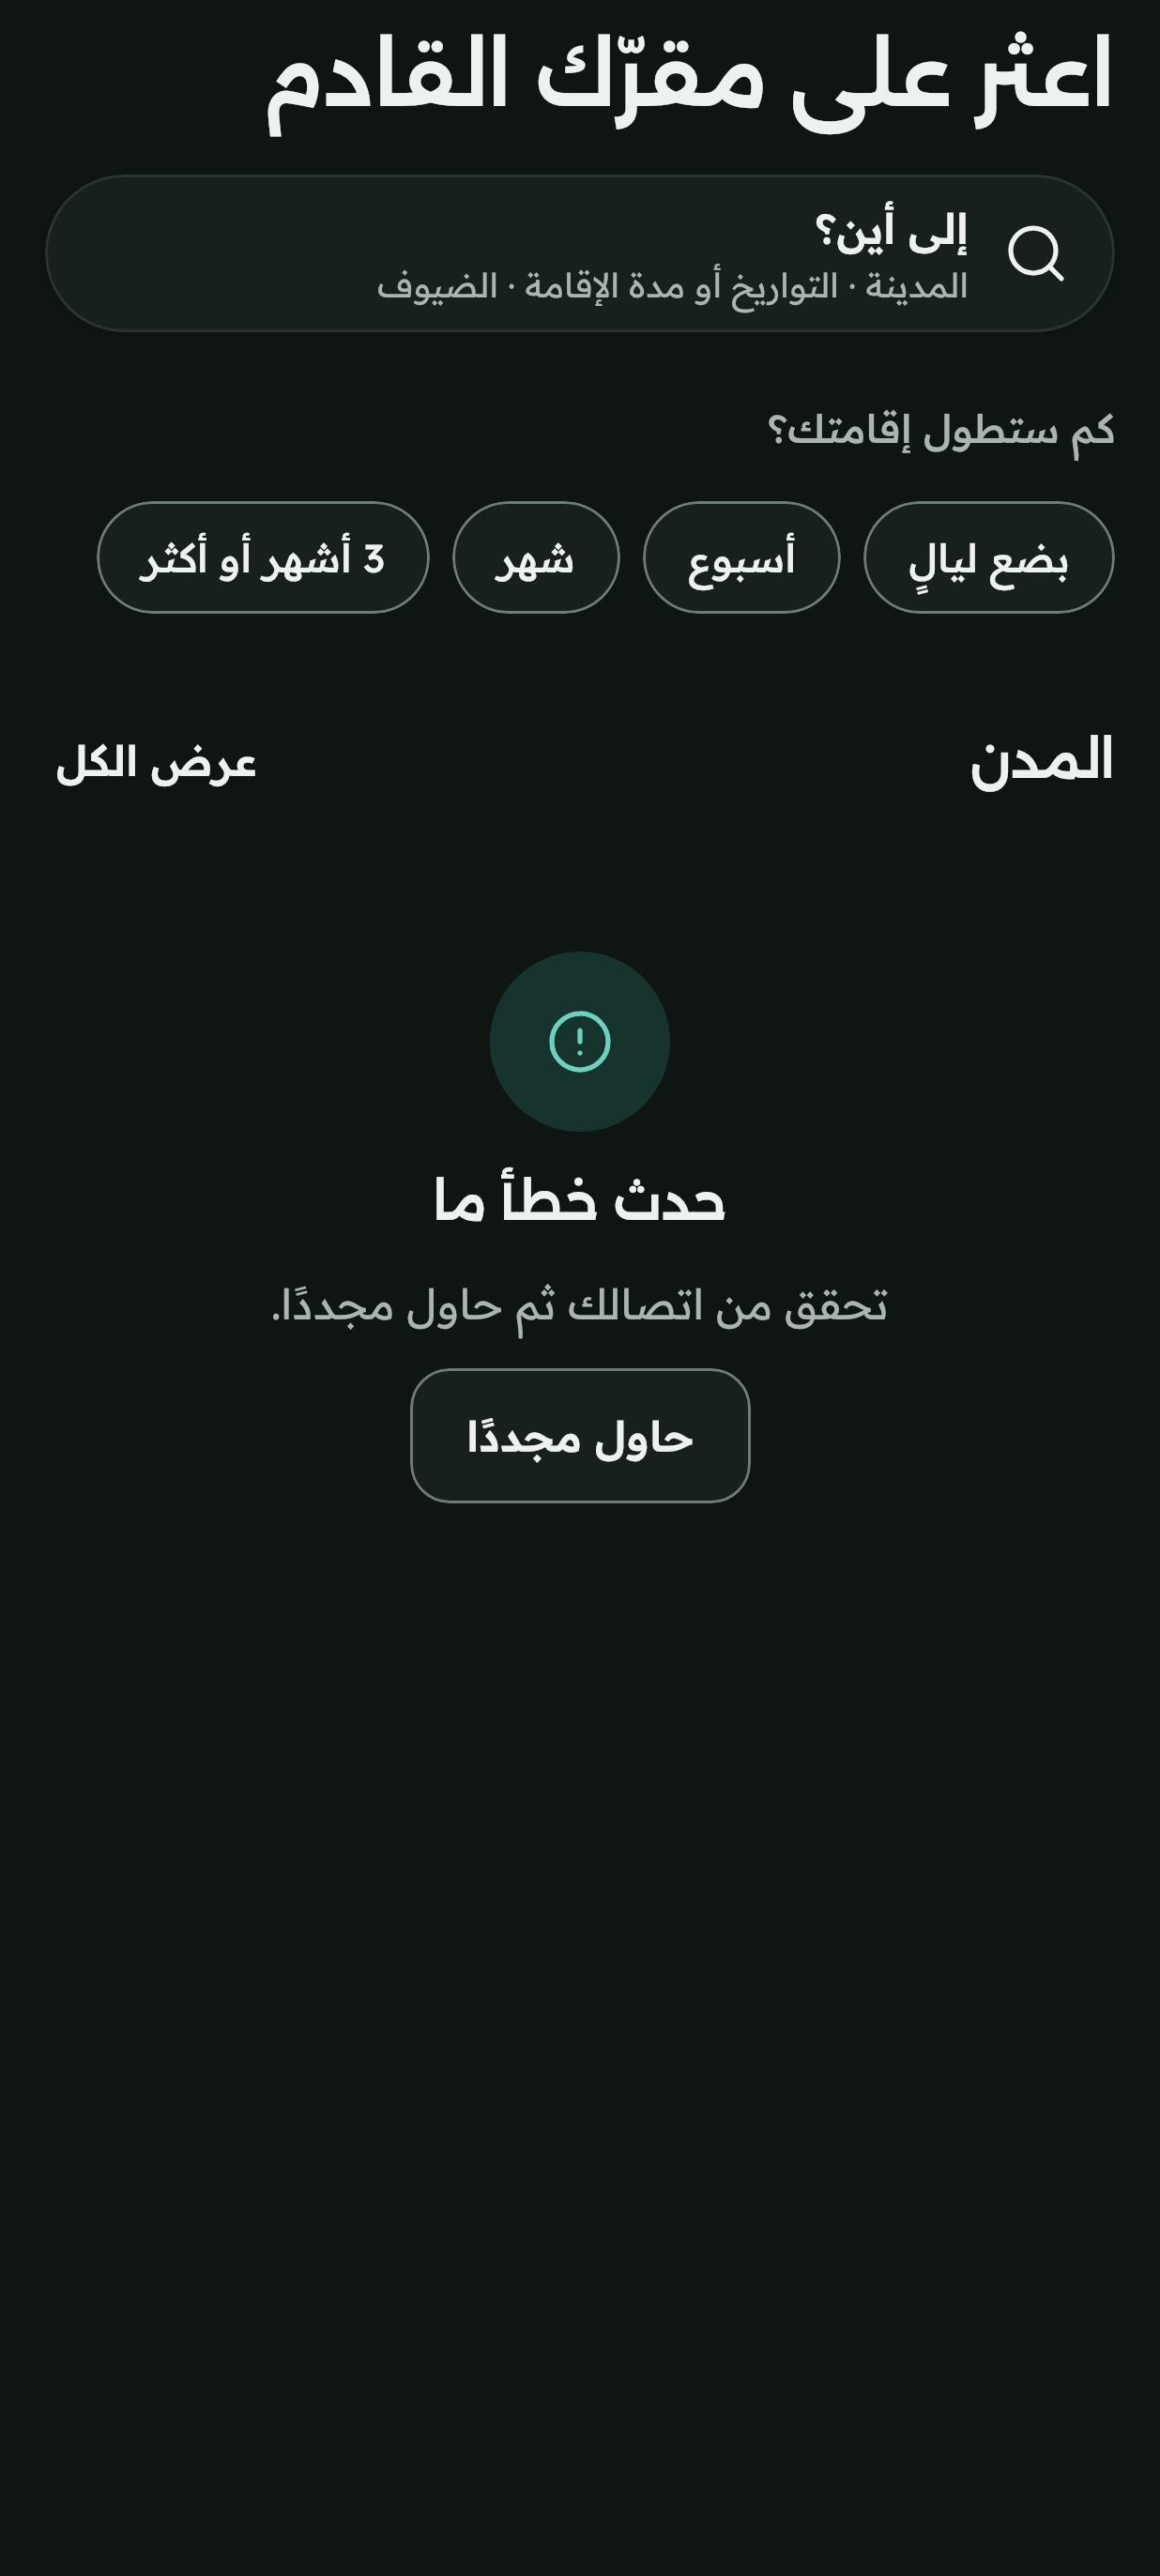 اعثر على مقرّك القادم
إلى أين؟
المدينة · التواريخ أو مدة الإقامة · الضيوف
كم ستطول إقامتك؟
بضع ليالٍ
أسبوع
شهر
3 أشهر أو أكثر
المدن
عرض الكل
حدث خطأ ما
تحقق من اتصالك ثم حاول مجددًا.
حاول مجددًا